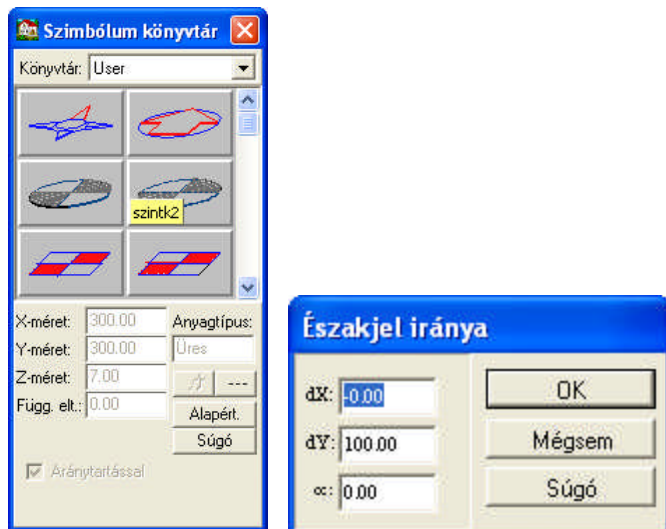 Szimbólum könyvtár
Könyvtár: User
szintk2
X-méret: 300.00 Anyagtípus:
Y-méret: 300.00 Üres
Z-méret: 7.00 ---
Függ. elt.: 0.00 Alapért.
Súgó
Aránytartással
Északjel iránya
dX: -0.00 OK
dY: 100.00 Mégsem
∝: 0.00 Súgó